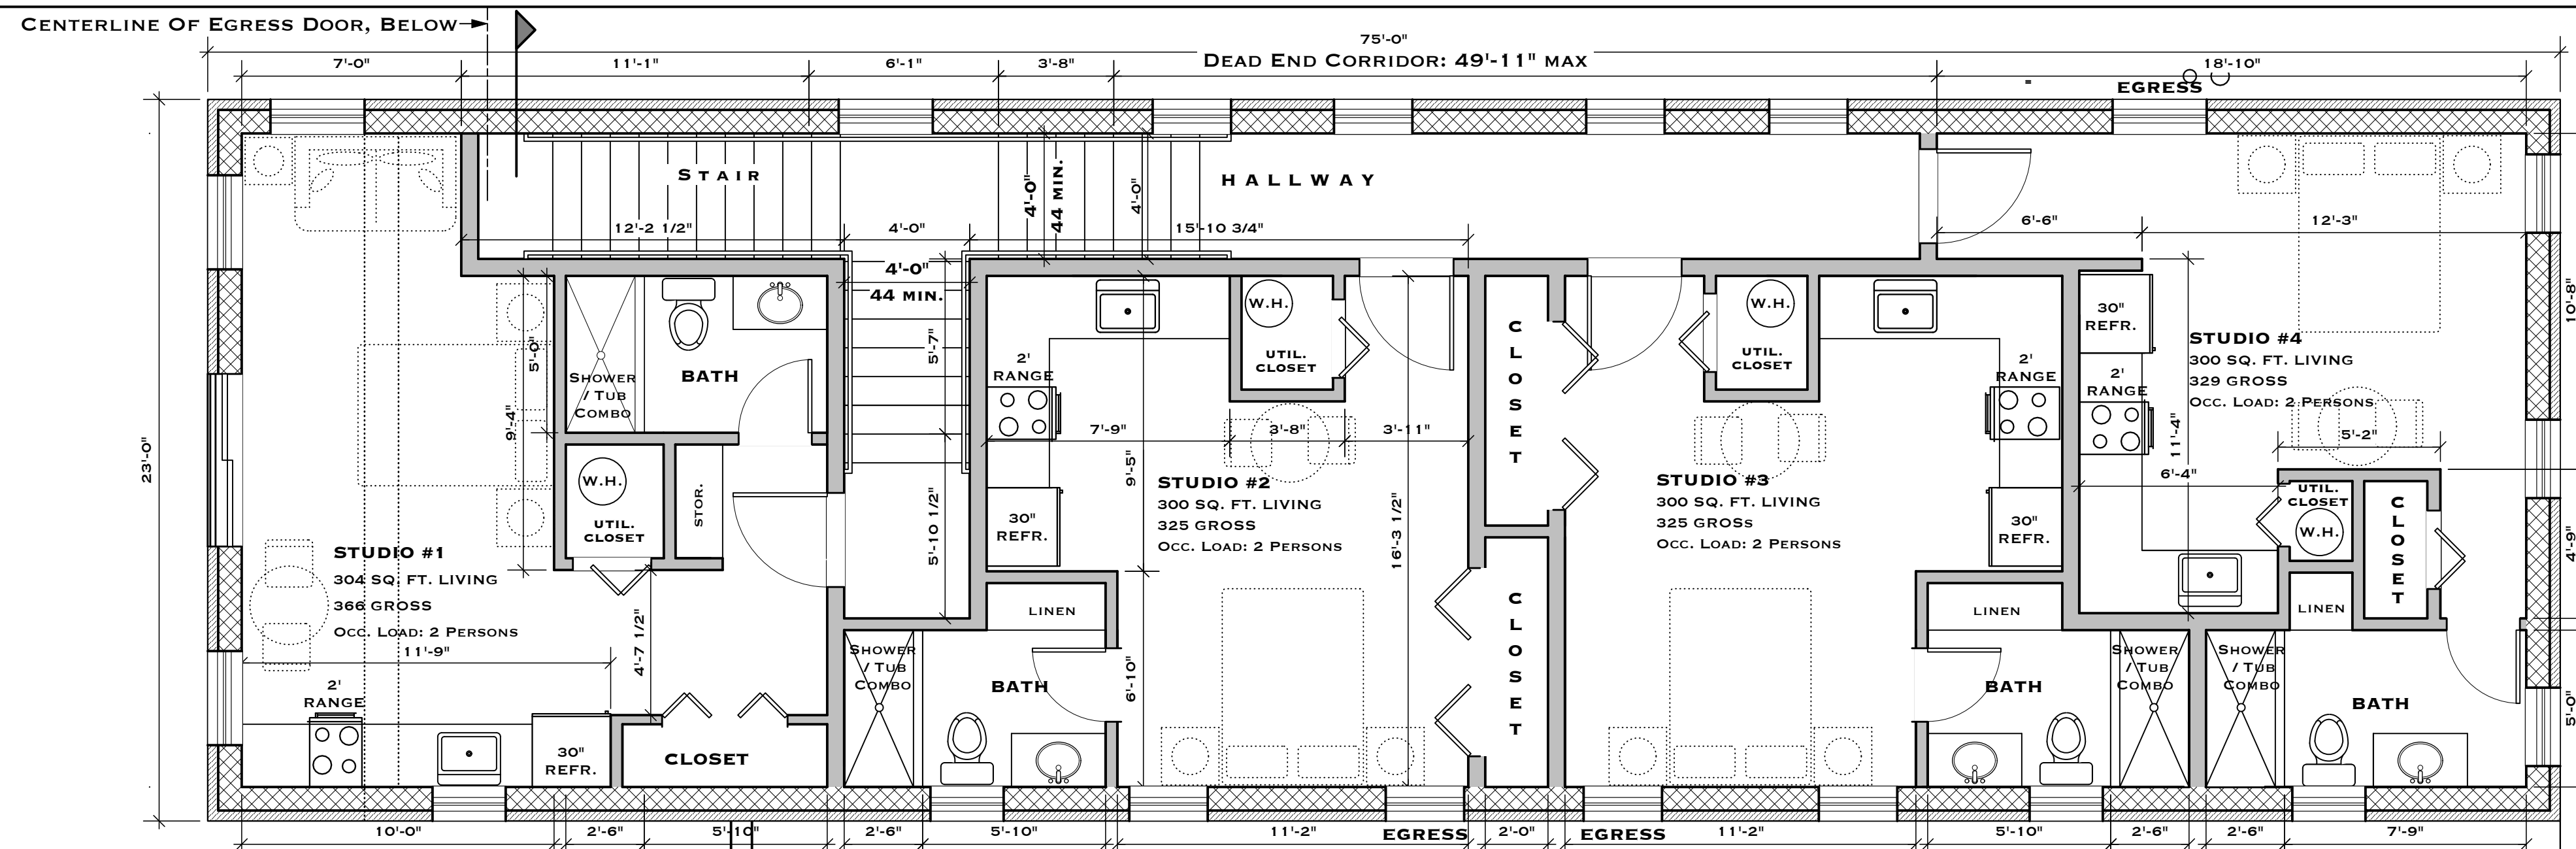 CENTERLINE OF EGRESS DOOR, BELOW
75'-0"
DEAD END CORRIDOR: 49'-11" MAX
7'-0"
11'-1"
6'-1"
3'-8"
18'-10"
EGRESS
STAIR
HALLWAY
4'-0"
44 MIN.
4'-0"
12'-2 1/2"
4'-0"
15'-10 3/4"
6'-6"
12'-3"
4'-0"
44 MIN.
23'-0"
5'-0"
9'-4"
SHOWER
/ TUB
COMBO
BATH
W.H.
UTIL.
CLOSET
STOR.
5'-7"
5'-10 1/2"
STUDIO #1
304 SQ. FT. LIVING
366 GROSS
OCC. LOAD: 2 PERSONS
11'-9"
4'-7 1/2"
2'
RANGE
30"
REFR.
CLOSET
2'
RANGE
30"
REFR.
W.H.
UTIL.
CLOSET
7'-9"
3'-8"
3'-11"
9'-5"
16'-3 1/2"
STUDIO #2
300 SQ. FT. LIVING
325 GROSS
OCC. LOAD: 2 PERSONS
LINEN
SHOWER
/ TUB
COMBO
BATH
6'-10"
CLOSET
CLOSET
W.H.
UTIL.
CLOSET
2'
RANGE
30"
REFR.
STUDIO #3
300 SQ. FT. LIVING
325 GROSS
OCC. LOAD: 2 PERSONS
LINEN
BATH
SHOWER
/ TUB
COMBO
30"
REFR.
2'
RANGE
STUDIO #4
300 SQ. FT. LIVING
329 GROSS
OCC. LOAD: 2 PERSONS
11'-4"
6'-4"
5'-2"
UTIL.
CLOSET
W.H.
CLOSET
LINEN
SHOWER
/ TUB
COMBO
BATH
10'-8"
4'-9"
5'-0"
10'-0"
2'-6"
5'-10"
2'-6"
5'-10"
11'-2"
EGRESS
2'-0"
EGRESS
11'-2"
5'-10"
2'-6"
2'-6"
7'-9"